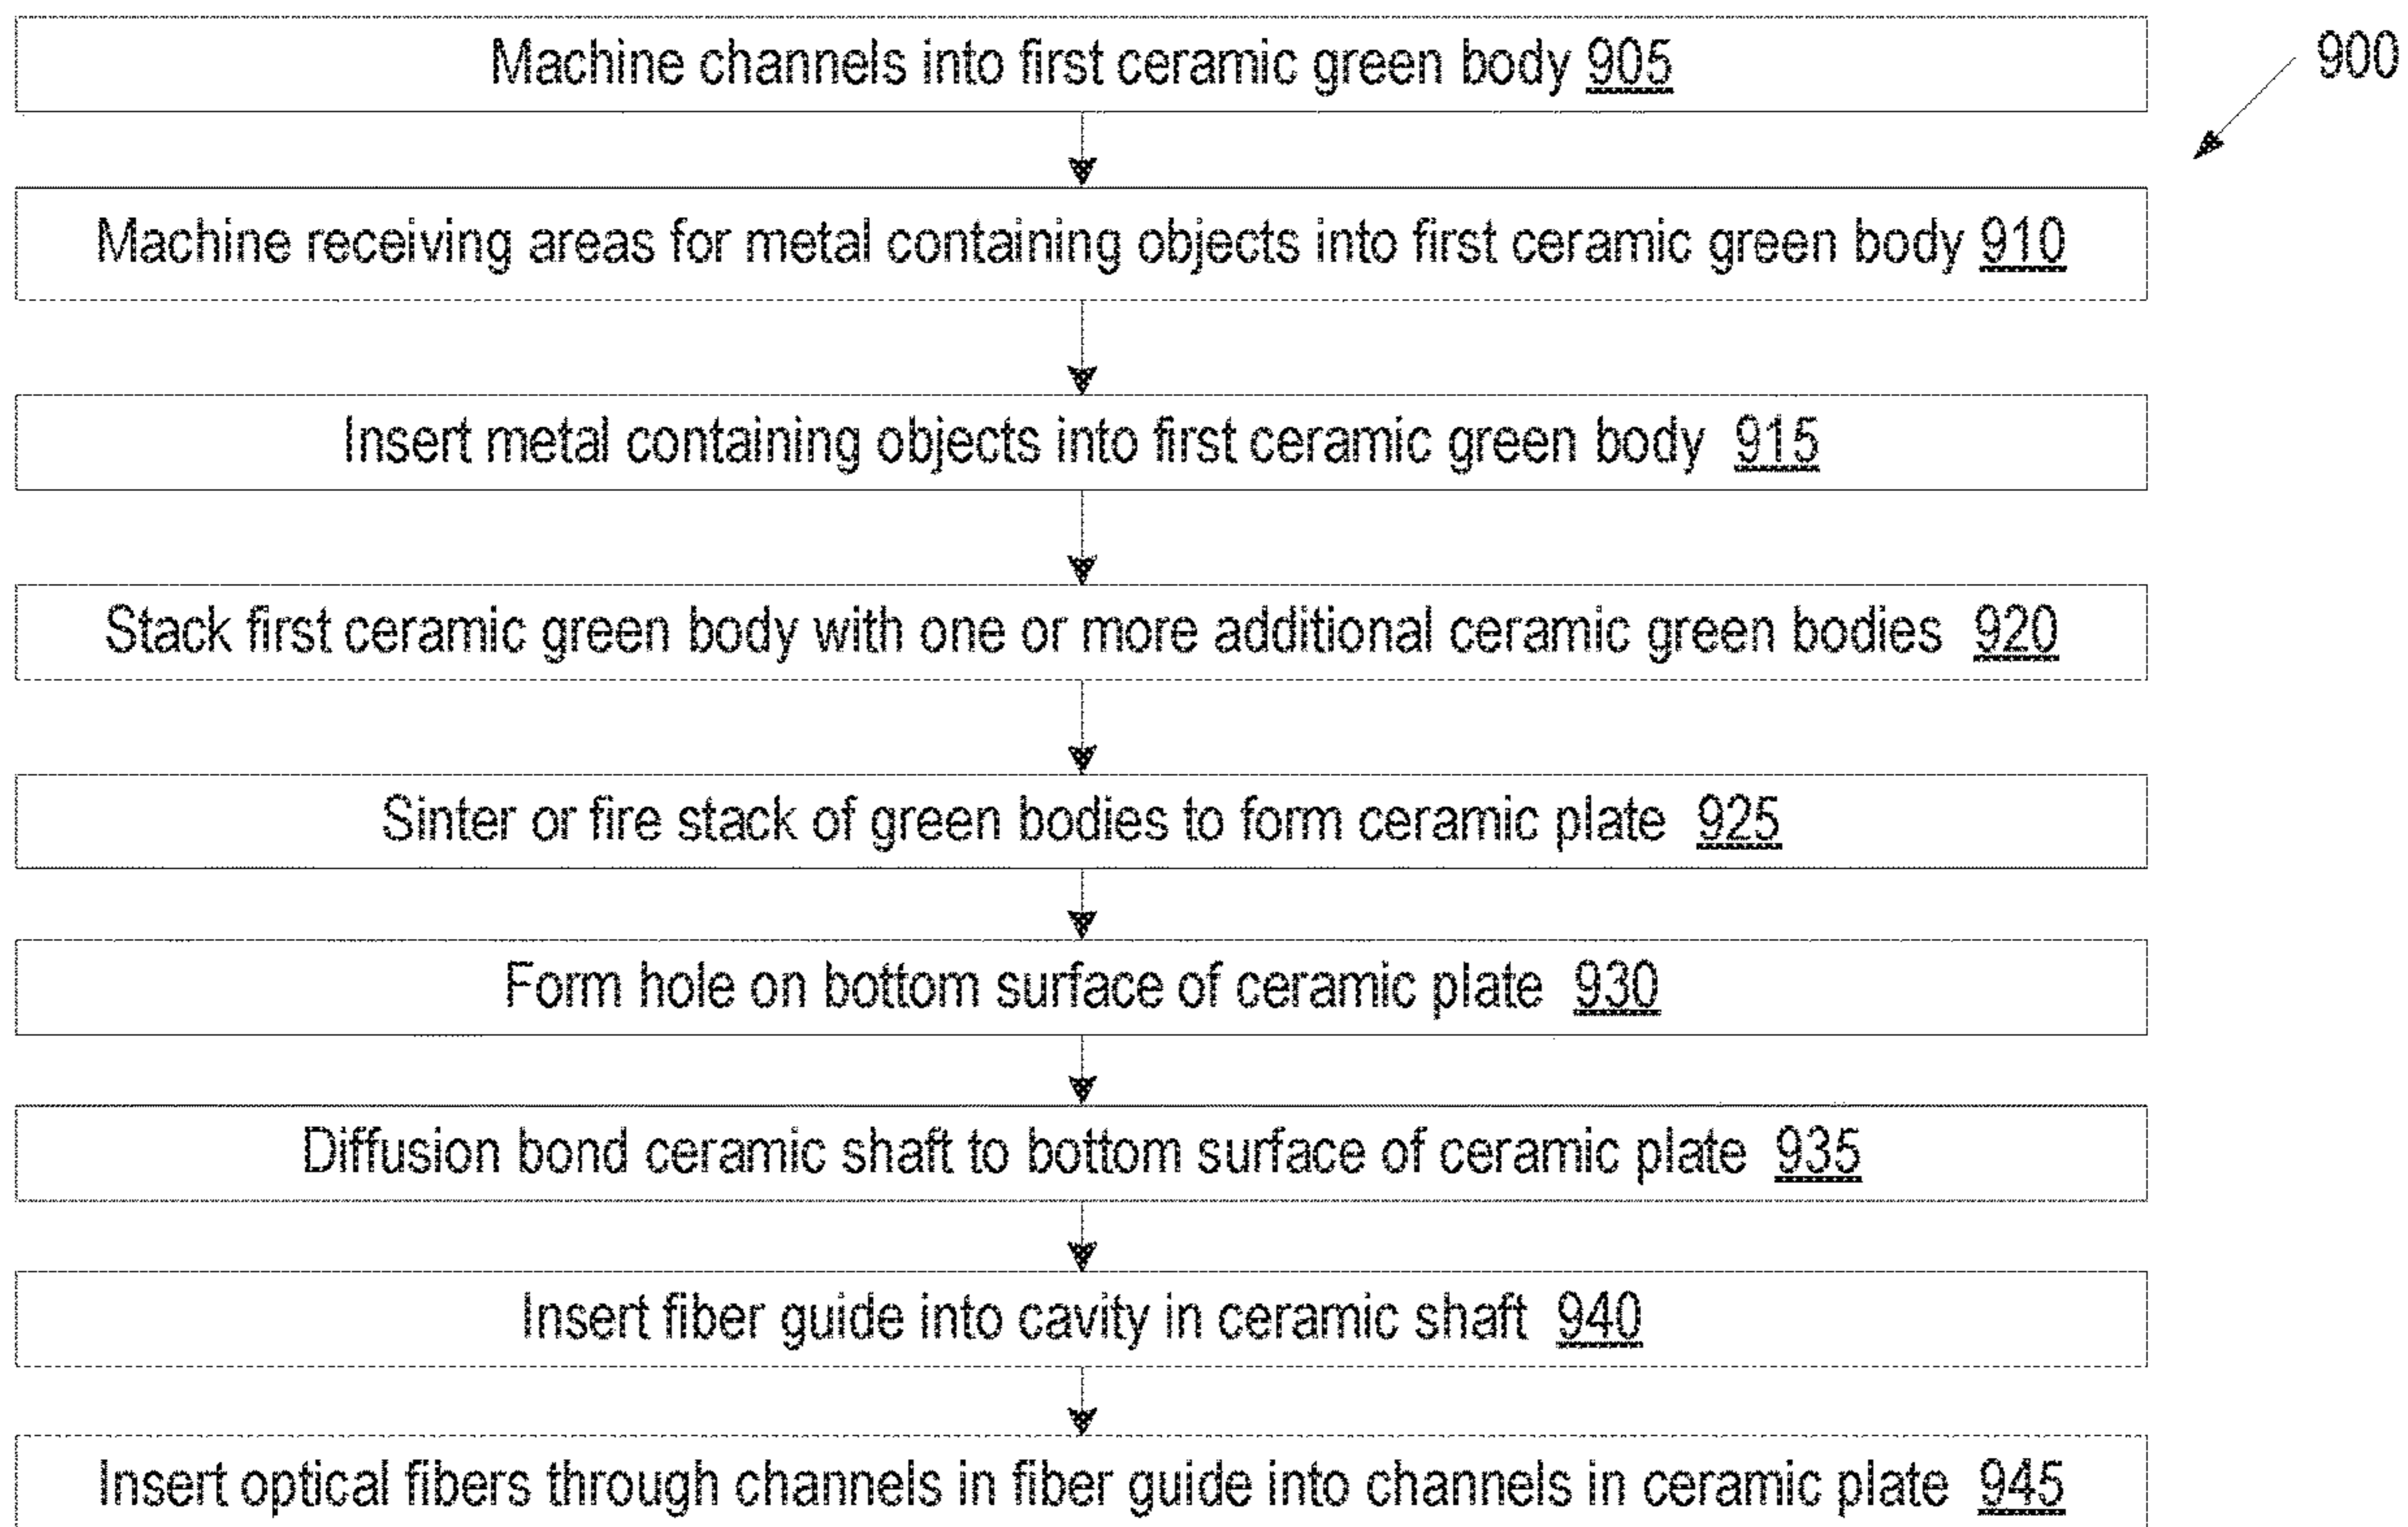 Machine channels into first ceramic green body 905
900
Machine receiving areas for metal containing objects into first ceramic green body 910
Insert metal containing objects into first ceramic green body 915
Stack first ceramic green body with one or more additional ceramic green bodies 920
Sinter or fire stack of green bodies to form ceramic plate 925
Form hole on bottom surface of ceramic plate 930
Diffusion bond ceramic shaft to bottom surface of ceramic plate 935
Insert fiber guide into cavity in ceramic shaft 940
Insert optical fibers through channels in fiber guide into channels in ceramic plate 945